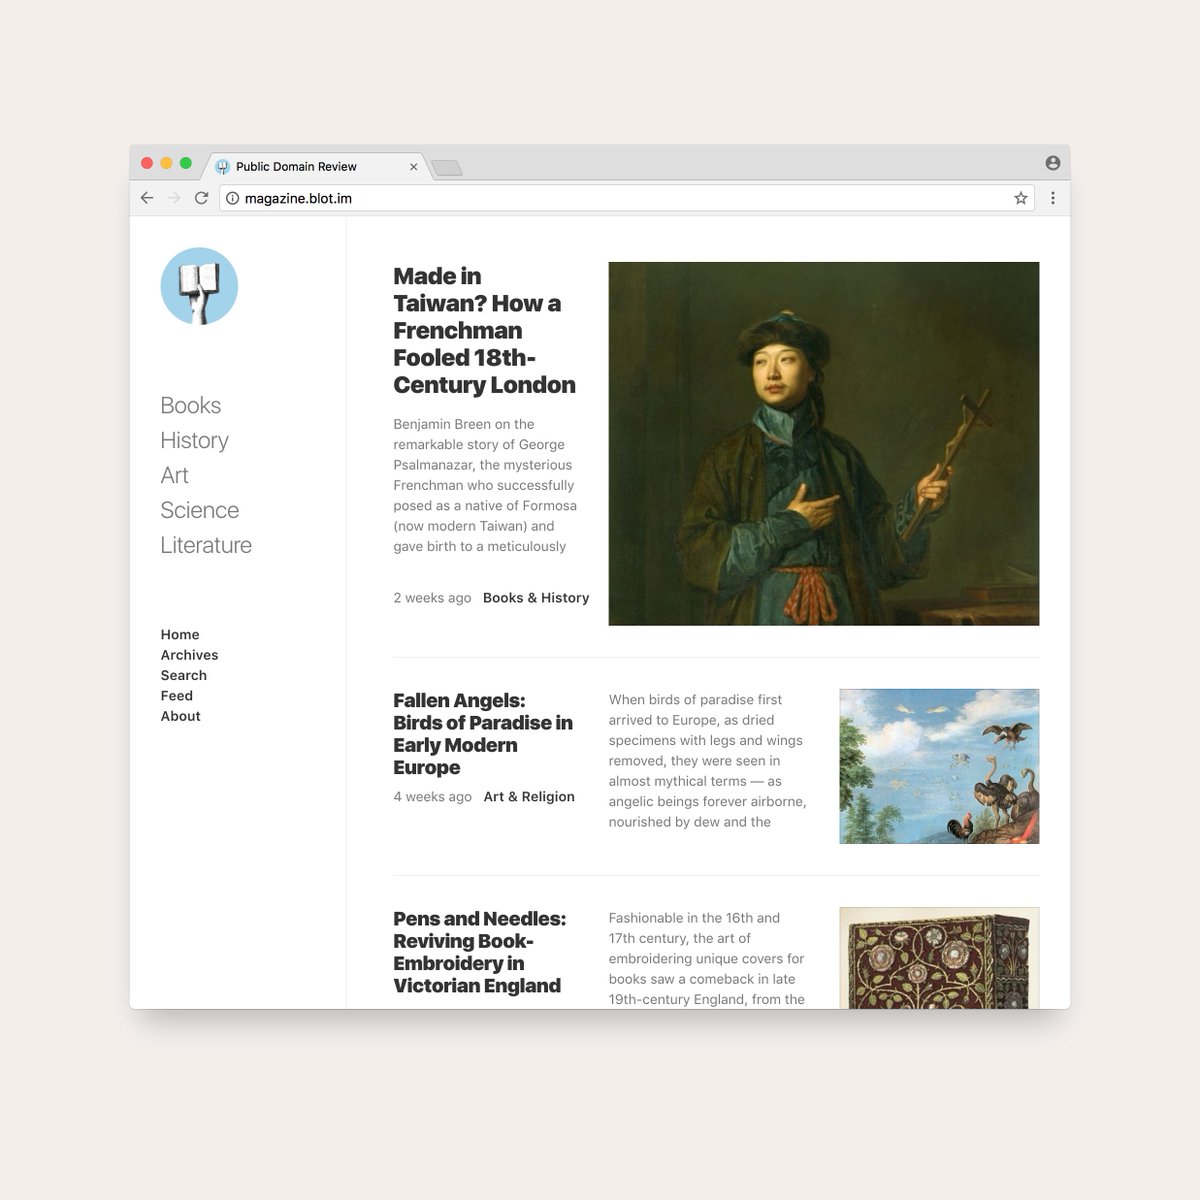 Public Domain Review
magazine.blot.im
Books
History
Art
Science
Literature
Home
Archives
Search
Feed
About
Made in
Taiwan? How a
Frenchman
Fooled 18th-
Century London
Benjamin Breen on the
remarkable story of George
Psalmanazar, the mysterious
Frenchman who successfully
posed as a native of Formosa
(now modern Taiwan) and
gave birth to a meticulously
2 weeks ago Books & History
Fallen Angels:
Birds of Paradise in
Early Modern
Europe
4 weeks ago Art & Religion
When birds of paradise first
arrived to Europe, as dried
specimens with legs and wings
removed, they were seen in
almost mythical terms — as
angelic beings forever airborne,
nourished by dew and the
Pens and Needles:
Reviving Book-
Embroidery in
Victorian England
Fashionable in the 16th and
17th century, the art of
embroidering unique covers for
books saw a comeback in late
19th-century England, from the